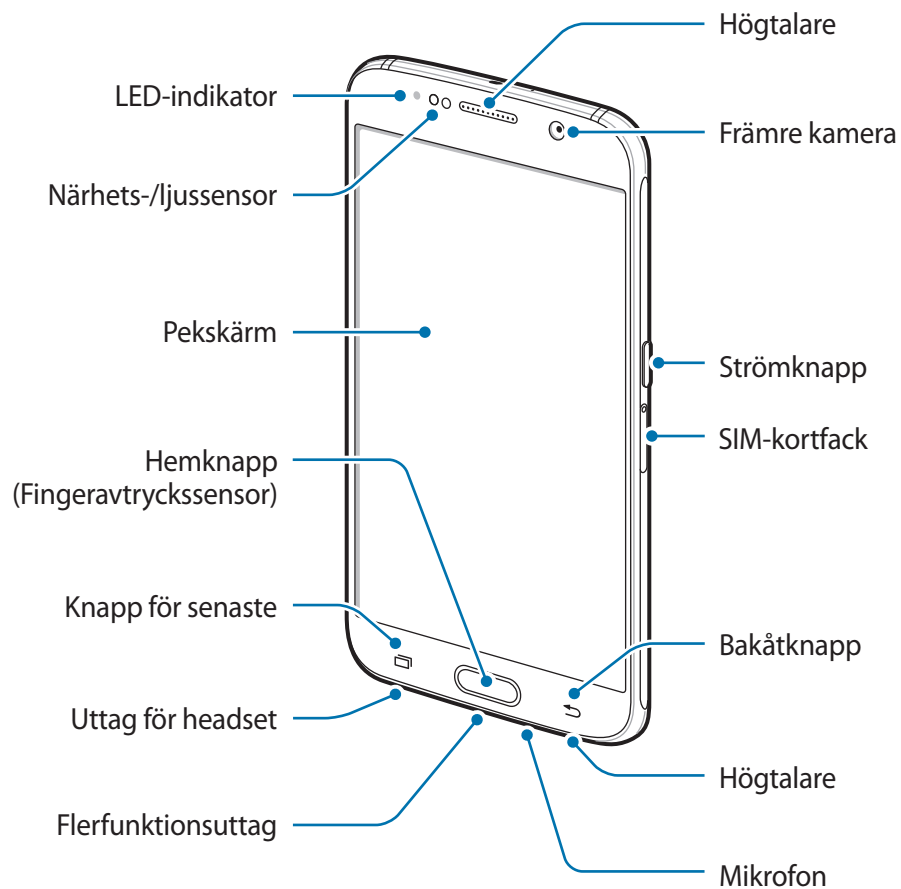 Högtalare
LED-indikator
Främre kamera
Närhets-/ljussensor
Pekskärm
Strömknapp
SIM-kortfack
Hemknapp
(Fingeravtryckssensor)
Knapp för senaste
Bakåtknapp
Uttag för headset
Högtalare
Flerfunktionsuttag
Mikrofon